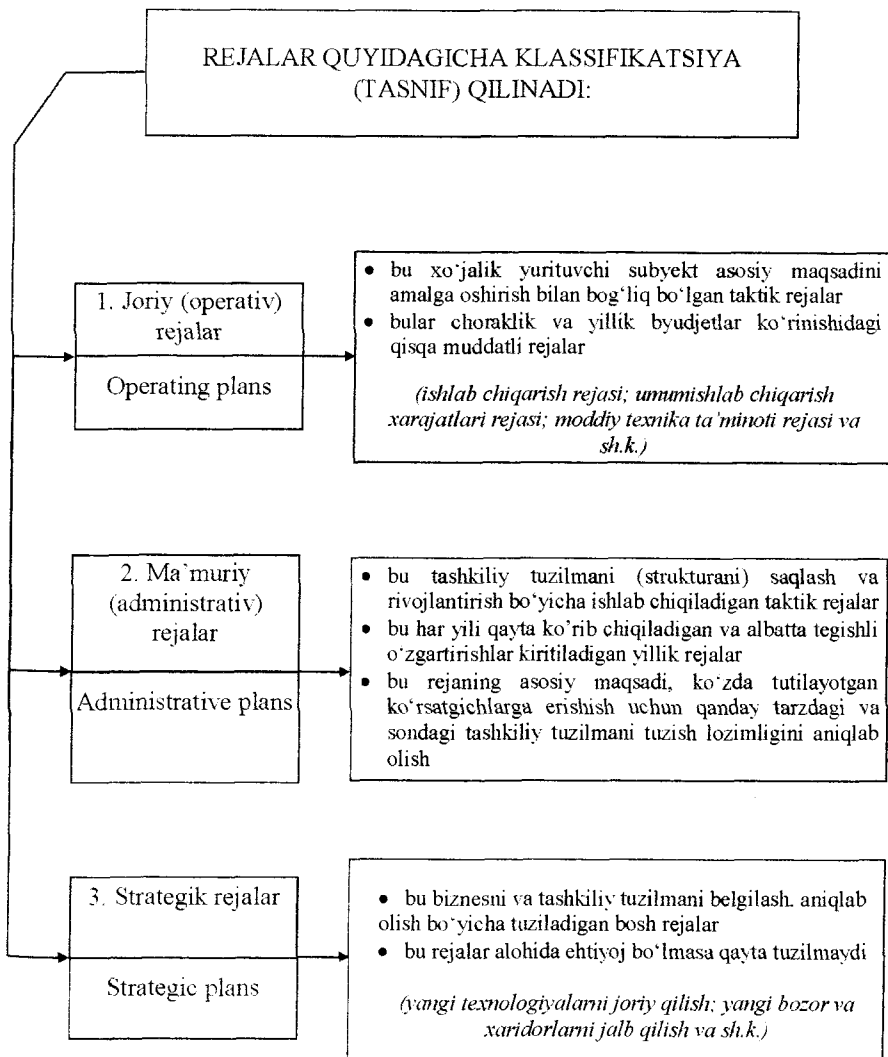 REJALAR QUYIDAGICHA KLASSIFIKATSIYA
(TASNIF) QILINADI:
1. Joriy (operativ)
rejalar
Operating plans
• bu xo‘jalik yurituvchi subyekt asosiy maqsadini
amalga oshirish bilan bog‘liq bo‘lgan taktik rejalar
• bular choraklik va yillik byudjetlar ko‘rinishidagi
qisqa muddatli rejalar
(ishlab chiqarish rejasi; umumishlab chiqarish
xarajatlari rejasi; moddiy texnika ta’minoti rejasi va
sh.k.)
2. Ma’muriy
(administrativ)
rejalar
Administrative plans
• bu tashkiliy tuzilmani (strukturani) saqlash va
rivojlantirish bo‘yicha ishlab chiqiladigan taktik rejalar
• bu har yili qayta ko‘rib chiqiladigan va albatta tegishli
o‘zgartirishlar kiritiladigan yillik rejalar
• bu rejaning asosiy maqsadi, ko‘zda tutilayotgan
ko‘rsatgichlarga erishish uchun qanday tarzdagi va
sondagi tashkiliy tuzilmani tuzish lozimligini aniqlab
olish
3. Strategik rejalar
Strategic plans
• bu biznesni va tashkiliy tuzilmani belgilash. aniqlab
olish bo‘yicha tuziladigan bosh rejalar
• bu rejalar alohida ehtiyoj bo‘lmasa qayta tuzilmaydi
(yangi texnologiyalarni joriy qilish; yangi bozor va
xaridorlarni jalb qilish va sh.k.)